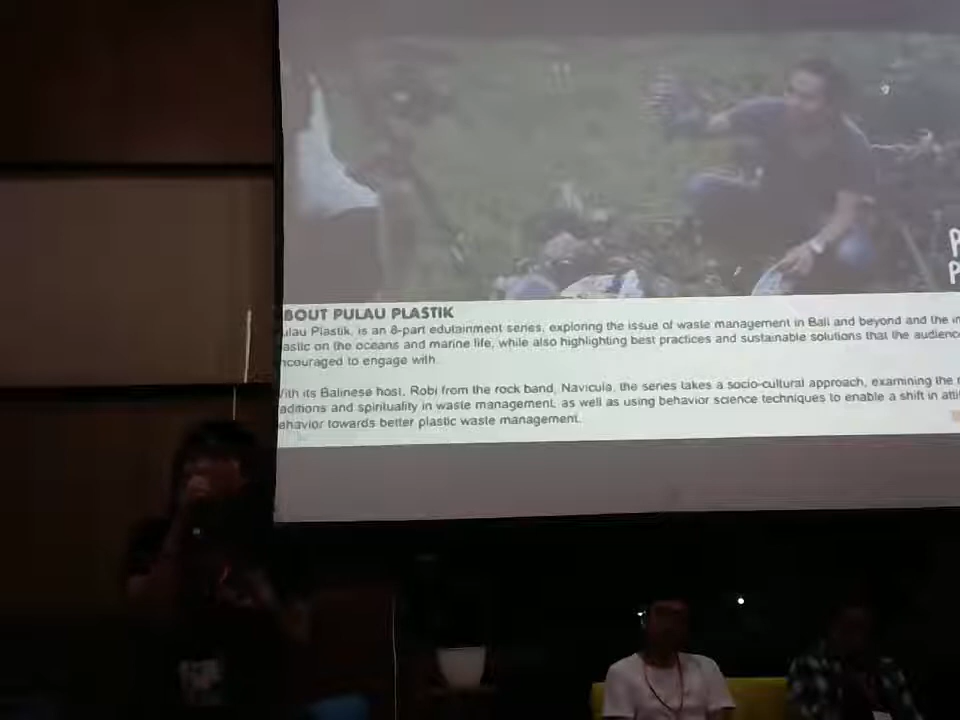 BOUT PULAU PLASTIK
ulau Plastik, is an 8-part edutainment series, exploring the issue of waste management in Bali and beyond and the i
astic on the oceans and marine life, while also highlighting best practices and sustainable solutions that the audienc
ncouraged to engage with.
With its Balinese host, Robi from the rock band, Navicula, the series takes a socio-cultural approach, examining the
aditions and spirituality in waste management, as well as using behavior science techniques to enable a shift in atti
ehavior towards better plastic waste management.
P
P